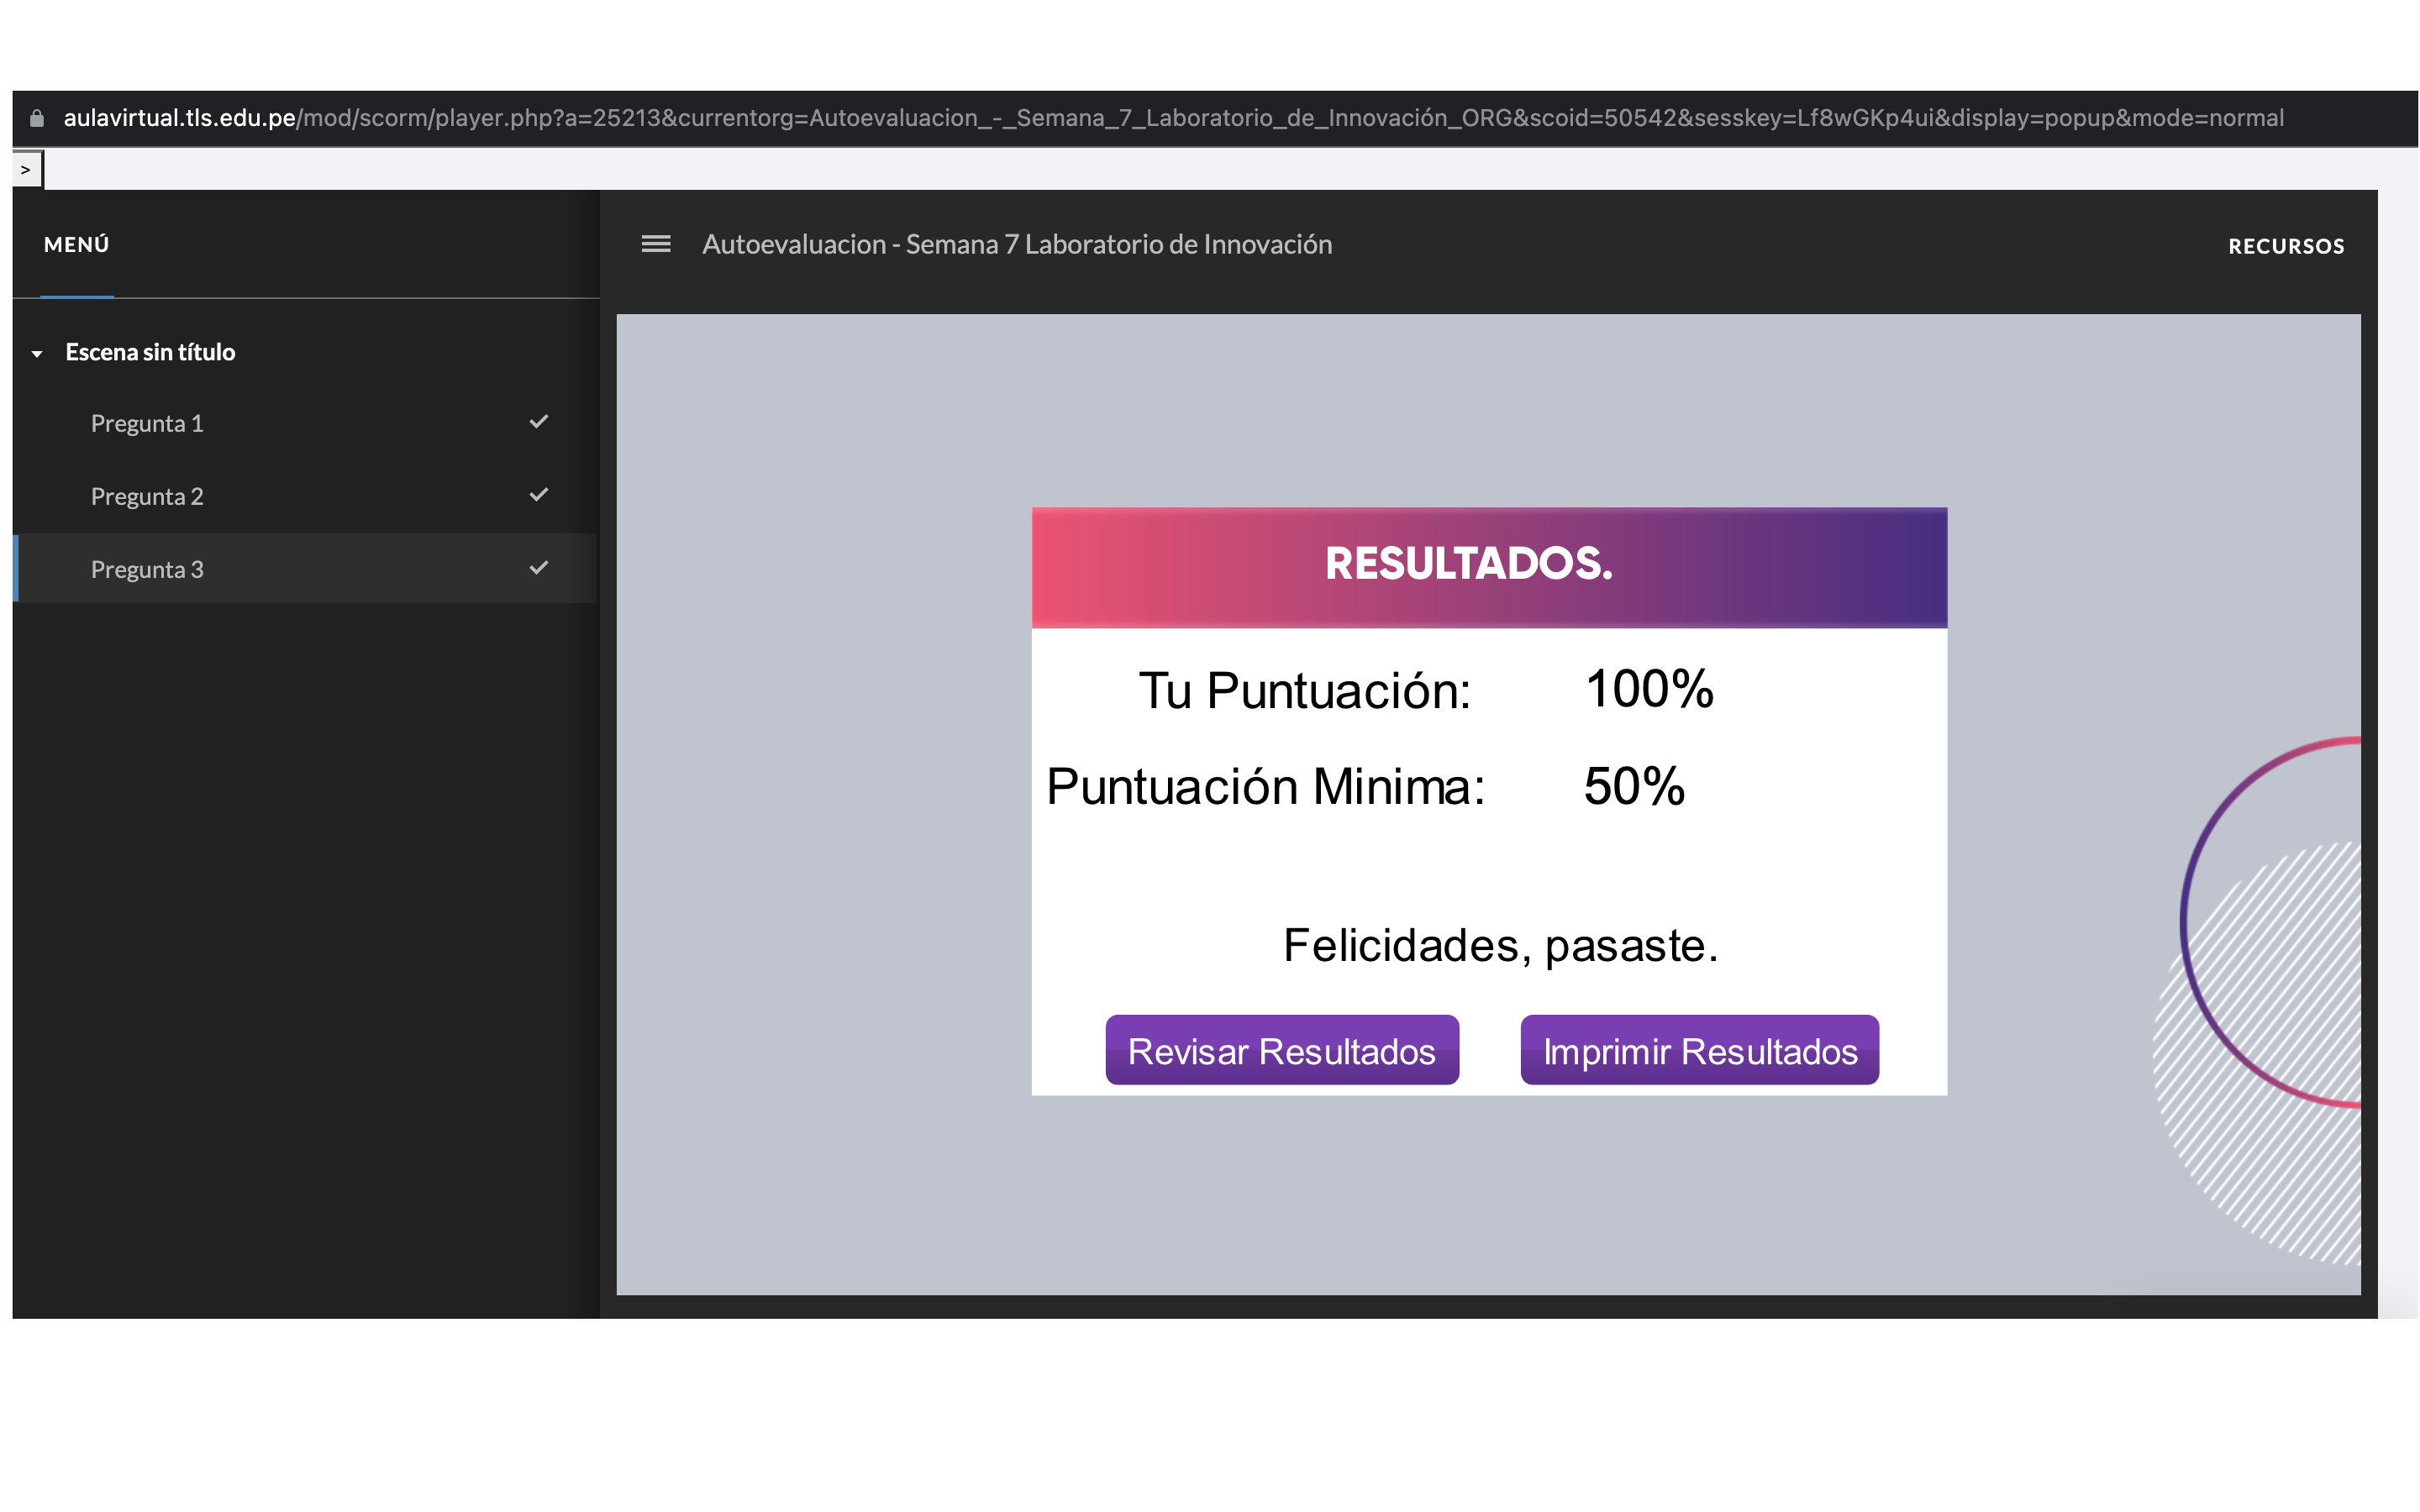 aulavirtual.tls.edu.pe/mod/scorm/player.php?a=25213&currentorg=Autoevaluacion_-_Semana_7_Laboratorio_de_Innovación_ORG&scoid=50542&sesskey=Lf8wGKp4ui&display=popup&mode=normal
>
MENÚ
Escena sin título
Pregunta 1
Pregunta 2
Pregunta 3
Autoevaluacion - Semana 7 Laboratorio de Innovación
RECURSOS
RESULTADOS.
Tu Puntuación: 100%
Puntuación Minima: 50%
Felicidades, pasaste.
Revisar Resultados
Imprimir Resultados